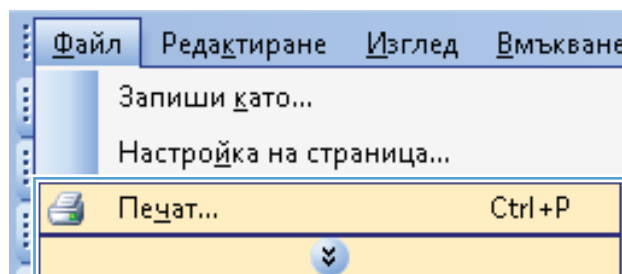 Файл Редактиране Изглед Вмъкване
Запиши като...
Настройка на страница...
Печат... Ctrl+P